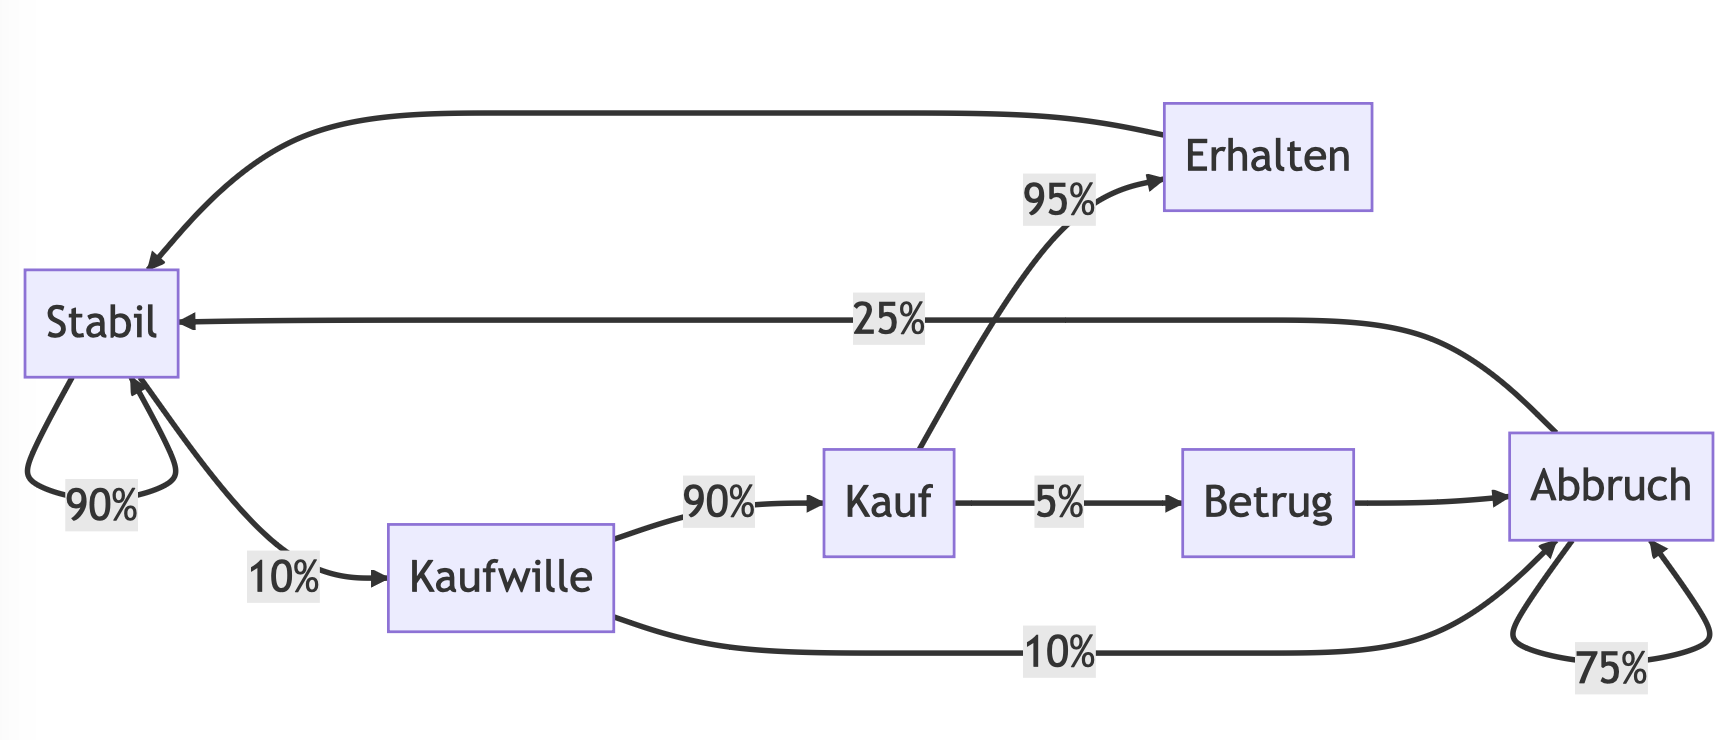 Erhalten
95%
Stabil
25%
90%
10%
Kaufwille
90%
Kauf
5%
Betrug
Abbruch
10%
75%